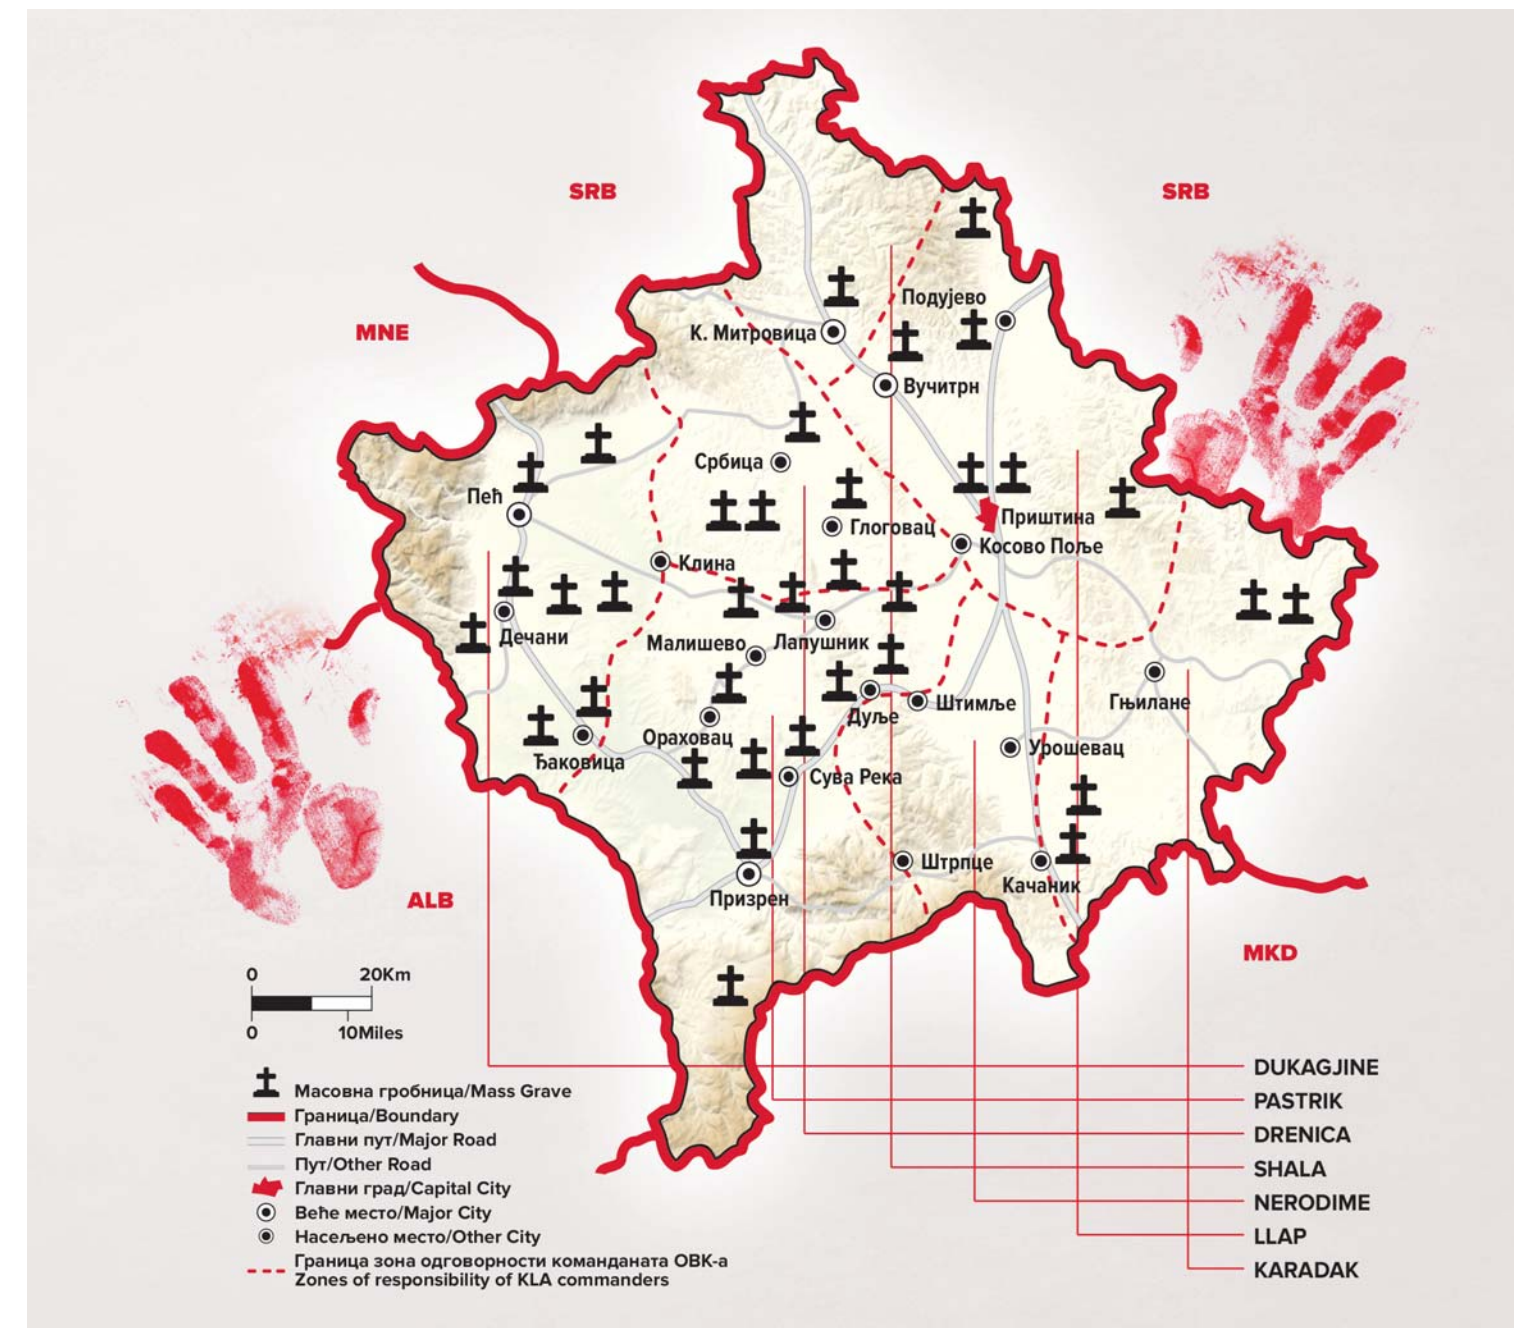 SRB
SRB
MNE
Подујево
К. Митровица
Вучитрн
Србица
Пећ
Глоговац
Приштина
Косово Поље
Клина
Дечани
Малишево
Лапушник
Гњилане
Штимље
Дуље
Ораховац
Урошевац
Ђаковица
Сува Река
Штрпце
Качаник
Призрен
ALB
MKD
0 20Km
0 10Miles
DUKAGJINE
PASTRIK
DRENICA
SHALA
NERODIME
LLAP
KARADAK
Масовна гробница/Mass Grave
Граница/Boundary
Главни пут/Major Road
Пут/Other Road
Главни град/Capital City
Веће место/Major City
Насељено место/Other City
Граница зона одговорности команданата ОВК-а
Zones of responsibility of KLA commanders